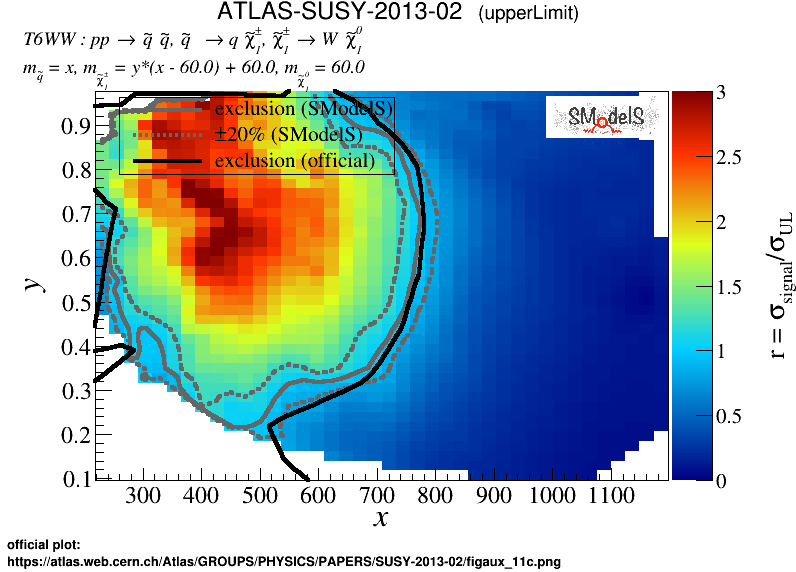 ATLAS-SUSY-2013-02 (upperLimit)
T6WW : pp → q̃ q̃, q̃ → q χ̃₁^±, χ̃₁^± → W χ̃₁^0
m_q̃ = x, m_χ̃₁^± = y*(x - 60.0) + 60.0, m_χ̃₁^0 = 60.0
exclusion (SModelS)
±20% (SModelS)
exclusion (official)
SModelS
0.9
0.8
0.7
0.6
0.5
0.4
0.3
0.2
0.1
y
300 400 500 600 700 800 900 1000 1100
x
3
2.5
2
1.5
1
0.5
0
r = σ_signal/σ_UL
official plot:
https://atlas.web.cern.ch/Atlas/GROUPS/PHYSICS/PAPERS/SUSY-2013-02/figaux_11c.png